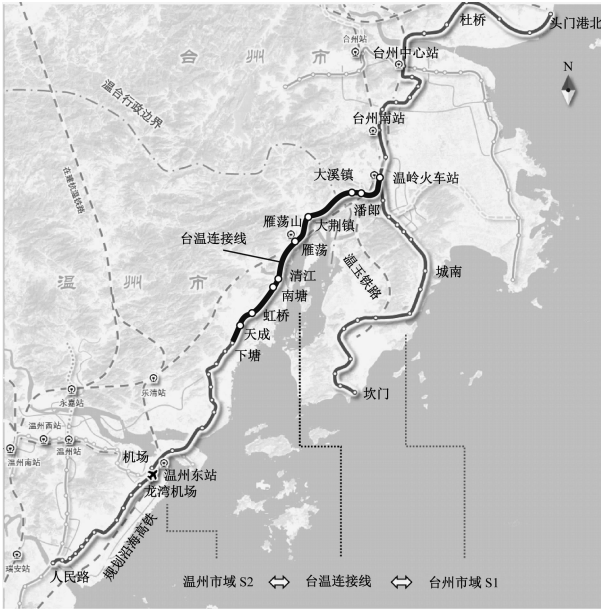 杜桥
头门港北
台州站
台州中心站
台州市
N
温台行政边界
台州南站
在建杭温铁路
大溪镇
温岭火车站
潘郎
雁荡山
大荆镇
台温连接线
雁荡
城南
温玉铁路
温州市
清江
南塘
虹桥
天成
下塘
乐清站
坎门
永嘉站
温州西站
温州站
温州南站
机场
温州东站
龙湾机场
规划沿海高铁
瑞安站
人民路
温州市域 S2
台温连接线
台州市域 S1